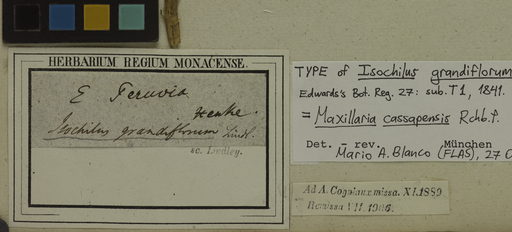 HERBARIUM REGIUM MONACENSE.
E Peruvia
Henke.
Isochilus grandiflorum Lindl.
sc. Lindley.
TYPE of Isochilus grandiflorum
Edwards's Bot. Reg. 27: sub. T1, 1841.
= Maxillaria cassapensis Rchb.f.
Det. – rev. München
Mario A. Blanco (FLAS), 27 O
Ad A. Cogniaux missa. XI.1889
Remissa VII. 1906.